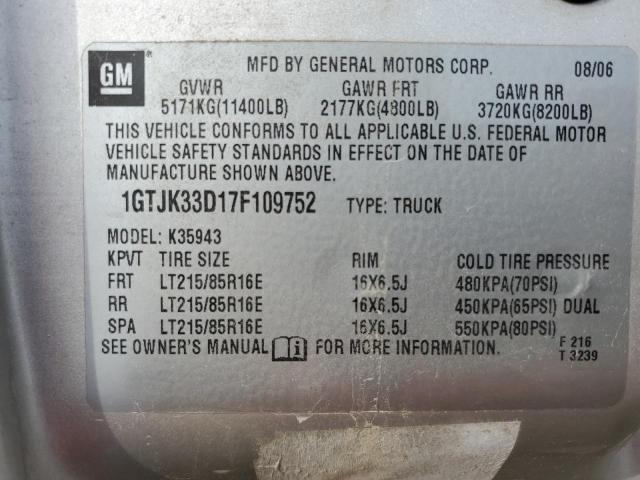 GM
MFD BY GENERAL MOTORS CORP. 08/06
GVWR GAWR FRT GAWR RR
5171KG(11400LB) 2177KG(4800LB) 3720KG(8200LB)
THIS VEHICLE CONFORMS TO ALL APPLICABLE U.S. FEDERAL MOTOR
VEHICLE SAFETY STANDARDS IN EFFECT ON THE DATE OF
MANUFACTURE SHOWN ABOVE.
1GTJK33D17F109752 TYPE: TRUCK
MODEL: K35943
KPVT TIRE SIZE RIM COLD TIRE PRESSURE
FRT LT215/85R16E 16X6.5J 480KPA(70PSI)
RR LT215/85R16E 16X6.5J 450KPA(65PSI) DUAL
SPA LT215/85R16E 16X6.5J 550KPA(80PSI)
SEE OWNER'S MANUAL i FOR MORE INFORMATION.
F 216
T 3239